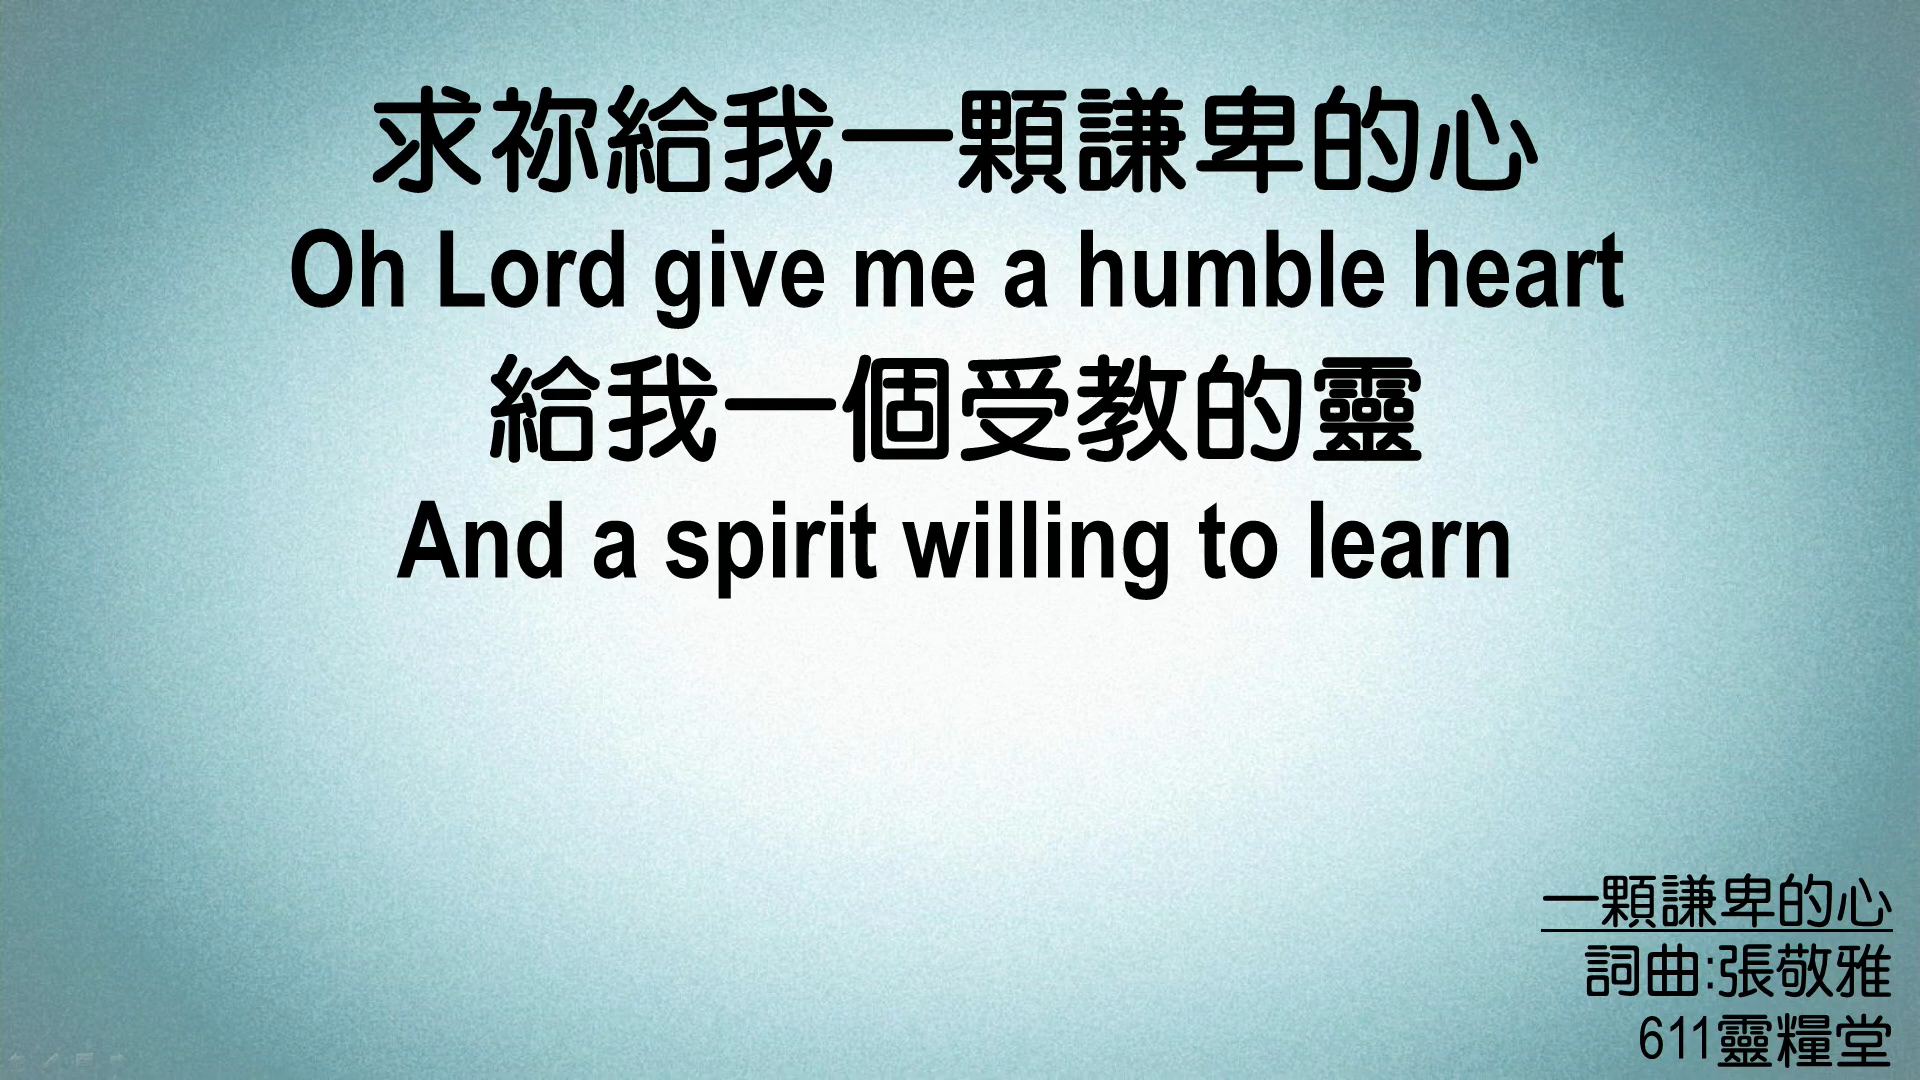 求祢給我一顆謙卑的心
Oh Lord give me a humble heart
給我一個受教的靈
And a spirit willing to learn
一顆謙卑的心
詞曲:張敬雅
611靈糧堂